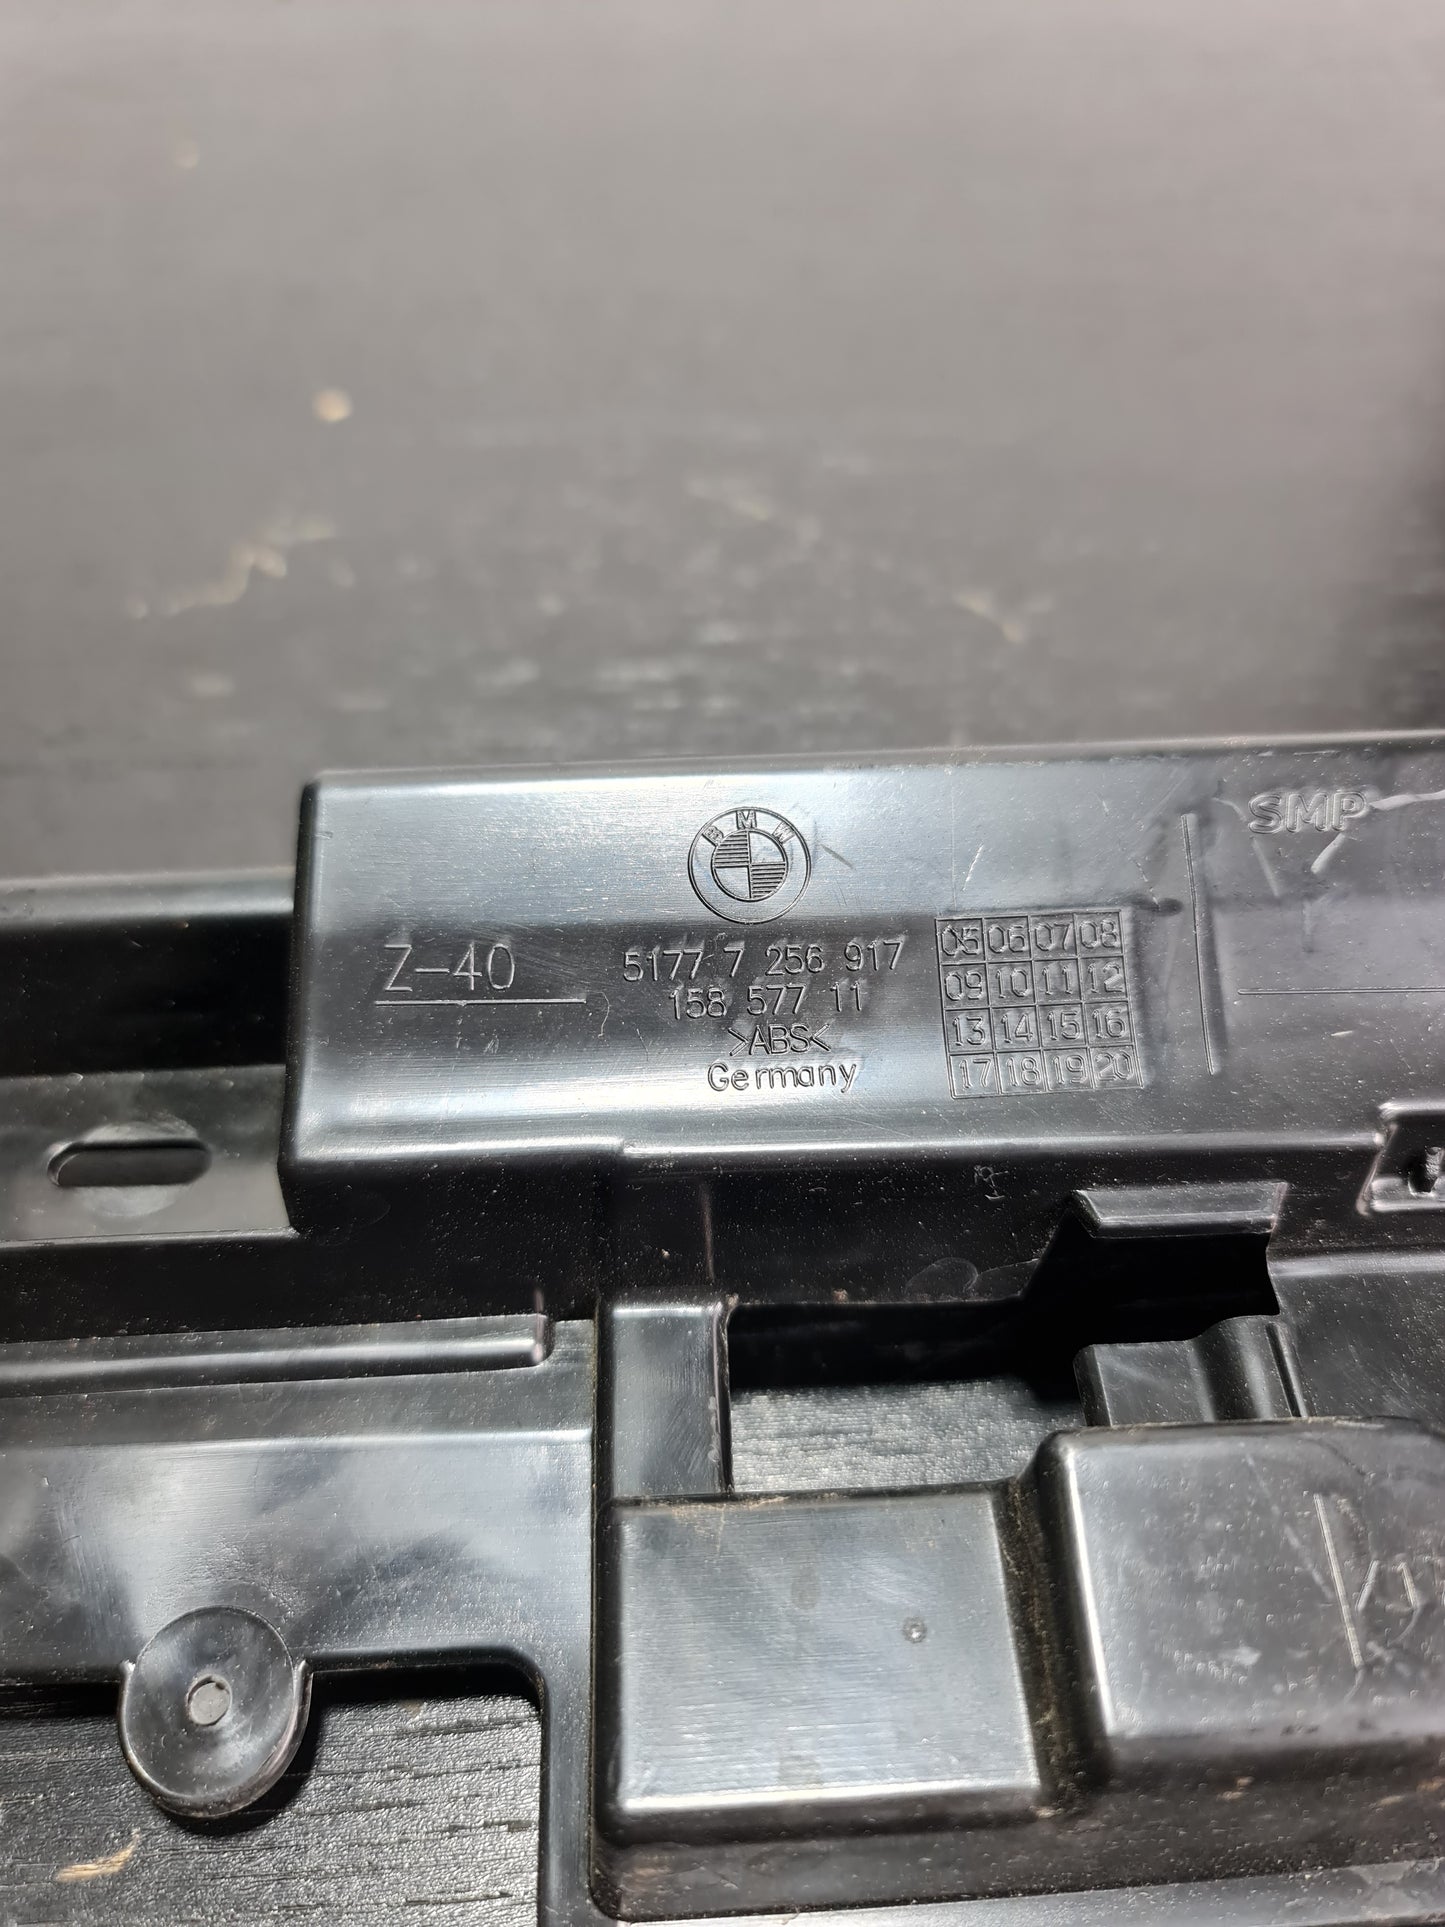 SMP
BMW
Z-40
5177 7 256 917
158 577 11
>ABS<
Germany
05 06 07 08
09 10 11 12
13 14 15 16
17 18 19 20